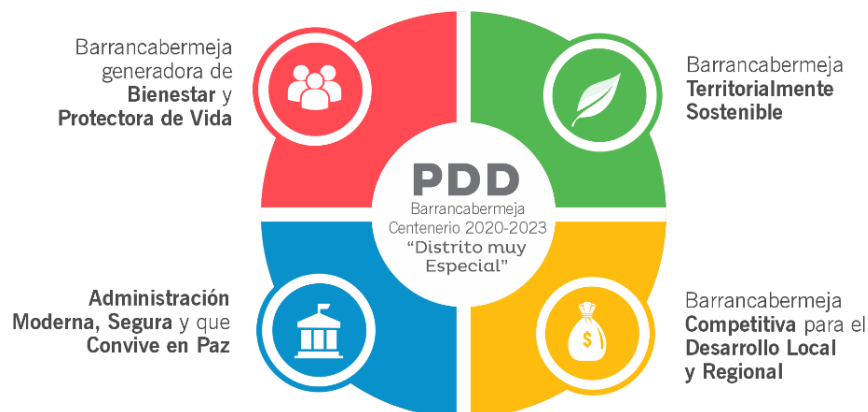 Barrancabermeja
generadora de
Bienestar y
Protectora de Vida
Barrancabermeja
Territorialmente
Sostenible
PDD
Barrancabermeja
Centenerio 2020-2023
“Distrito muy
Especial”
Administración
Moderna, Segura y que
Convive en Paz
Barrancabermeja
Competitiva para el
Desarrollo Local
y Regional
$